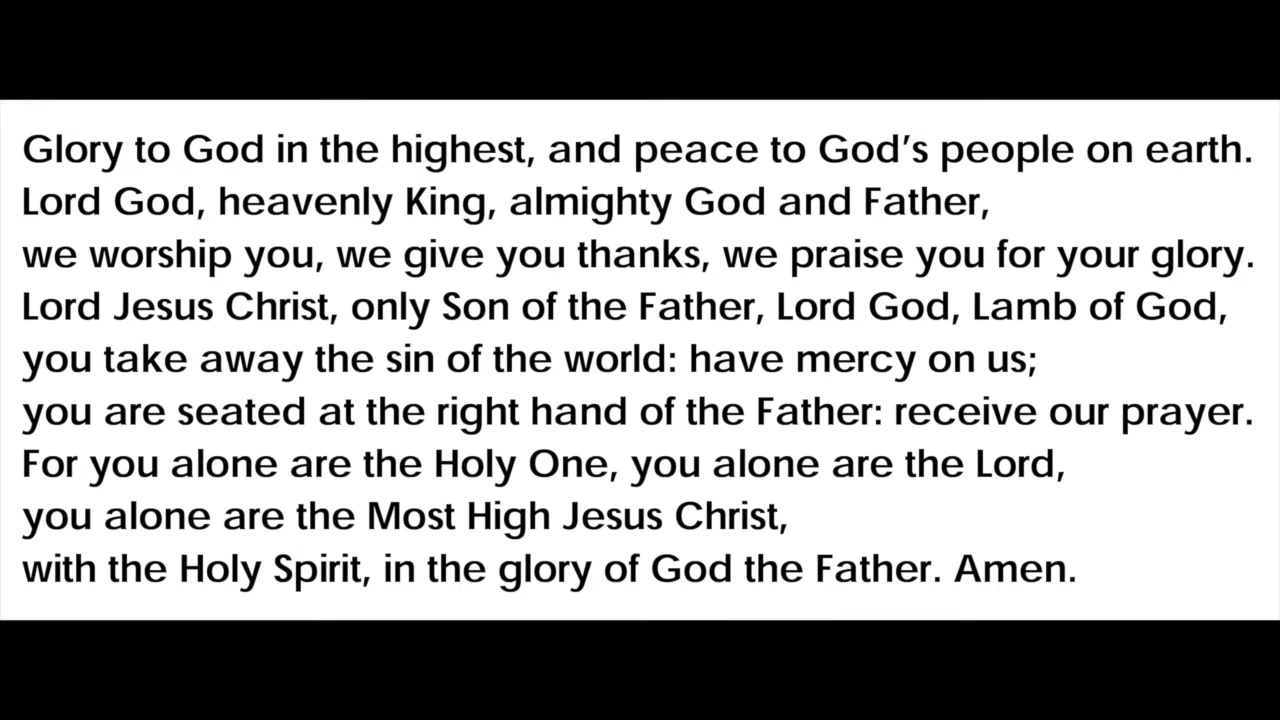 Glory to God in the highest, and peace to God’s people on earth.
Lord God, heavenly King, almighty God and Father,
we worship you, we give you thanks, we praise you for your glory.
Lord Jesus Christ, only Son of the Father, Lord God, Lamb of God,
you take away the sin of the world: have mercy on us;
you are seated at the right hand of the Father: receive our prayer.
For you alone are the Holy One, you alone are the Lord,
you alone are the Most High Jesus Christ,
with the Holy Spirit, in the glory of God the Father. Amen.